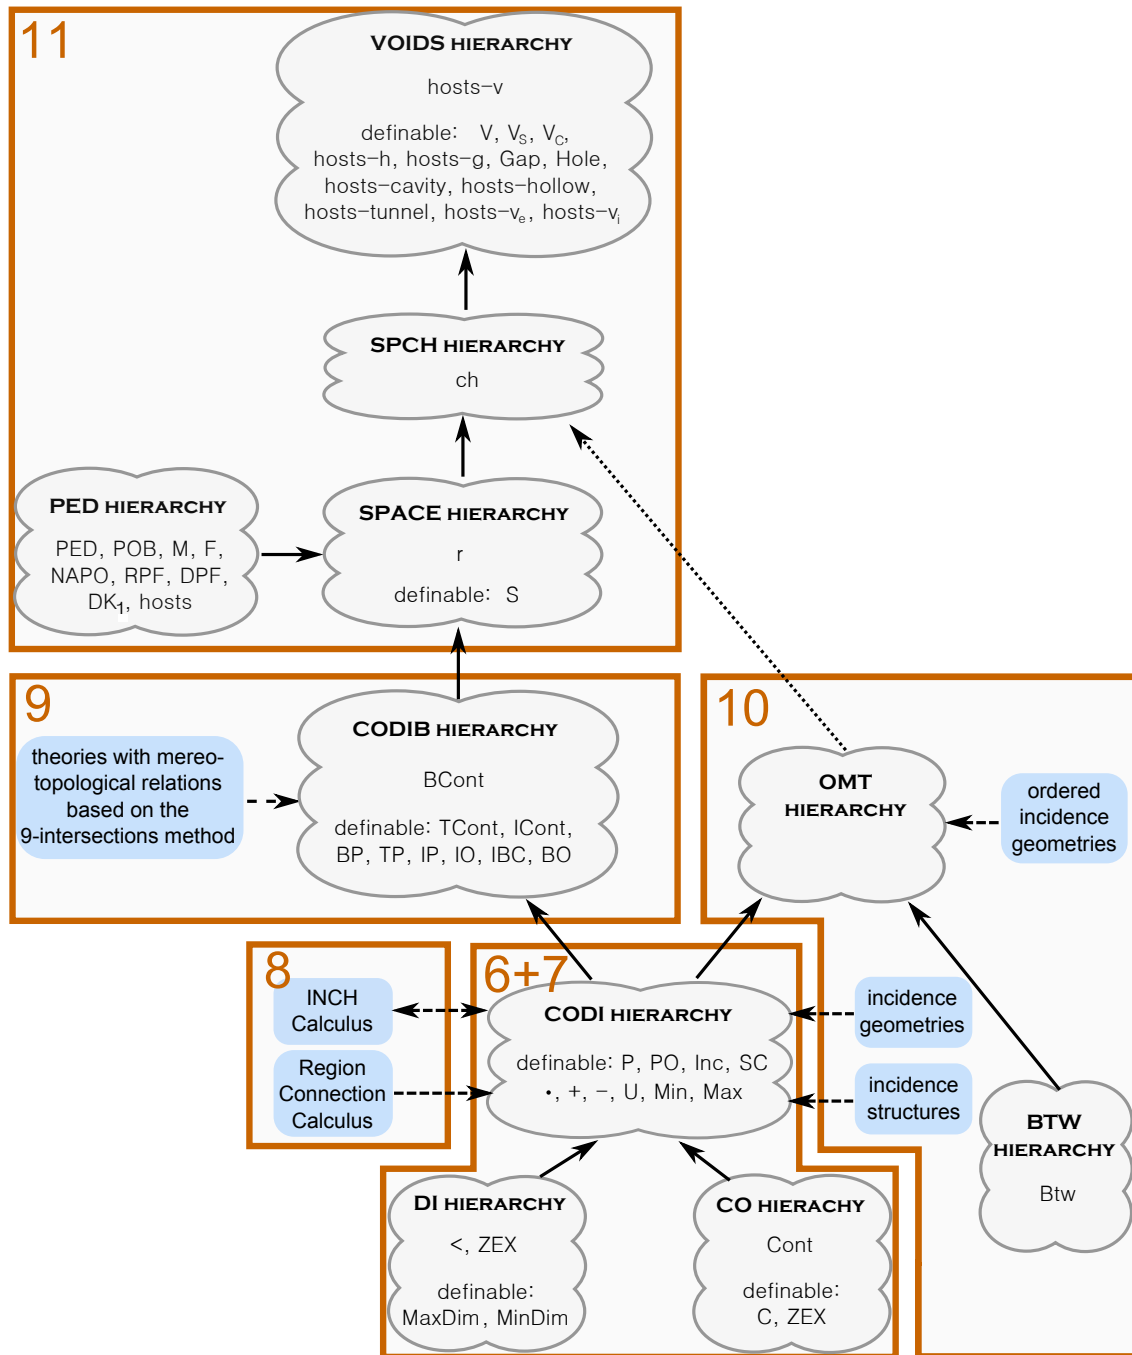 11
VOIDS HIERARCHY
hosts-v
definable: V, V_S, V_C,
hosts-h, hosts-g, Gap, Hole,
hosts-cavity, hosts-hollow,
hosts-tunnel, hosts-v_e, hosts-v_i
SPCH HIERARCHY
ch
PED HIERARCHY
PED, POB, M, F,
NAPO, RPF, DPF,
DK_1, hosts
SPACE HIERARCHY
r
definable: S
9
theories with mereo-
topological relations
based on the
9-intersections method
CODIB HIERARCHY
BCont
definable: TCont, ICont,
BP, TP, IP, IO, IBC, BO
10
OMT
HIERARCHY
ordered
incidence
geometries
8
INCH
Calculus
Region
Connection
Calculus
6+7
CODI HIERARCHY
definable: P, PO, Inc, SC
·, +, −, U, Min, Max
incidence
geometries
incidence
structures
BTW
HIERARCHY
Btw
DI HIERARCHY
<, ZEX
definable:
MaxDim, MinDim
CO HIERACHY
Cont
definable:
C, ZEX